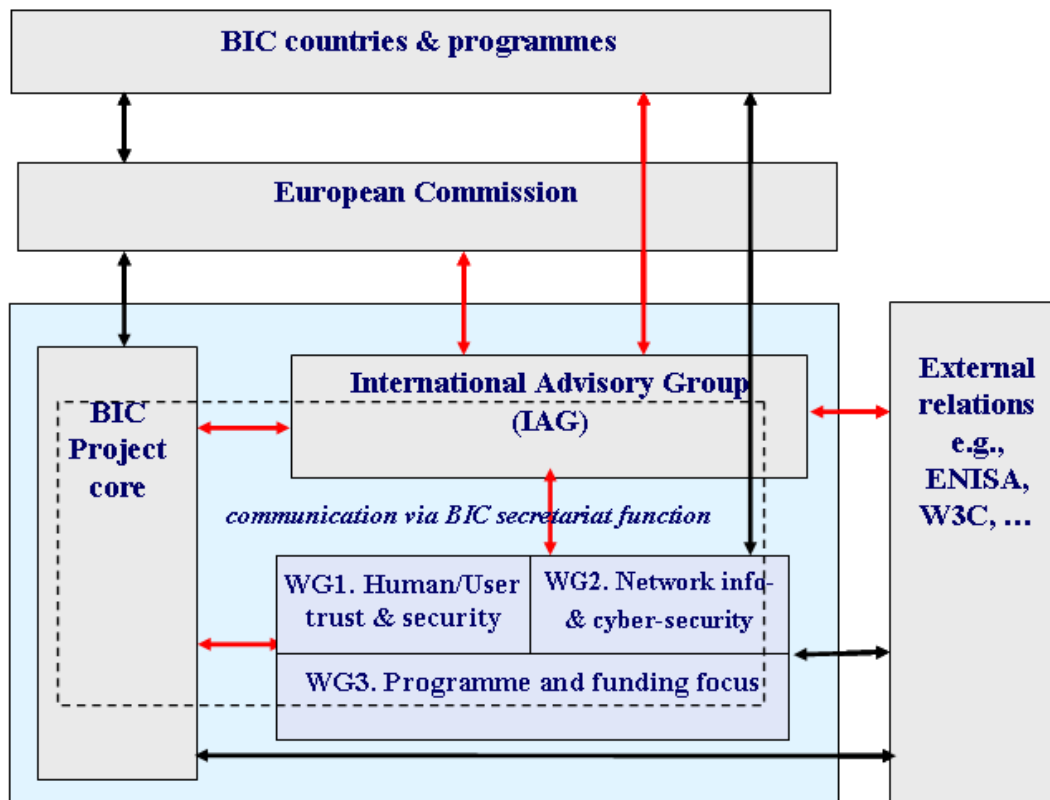 BIC countries & programmes
European Commission
International Advisory Group
(IAG)
BIC
Project
core
External
relations
e.g.,
ENISA,
W3C, ...
communication via BIC secretariat function
WG1. Human/User
trust & security
WG2. Network info-
& cyber-security
WG3. Programme and funding focus